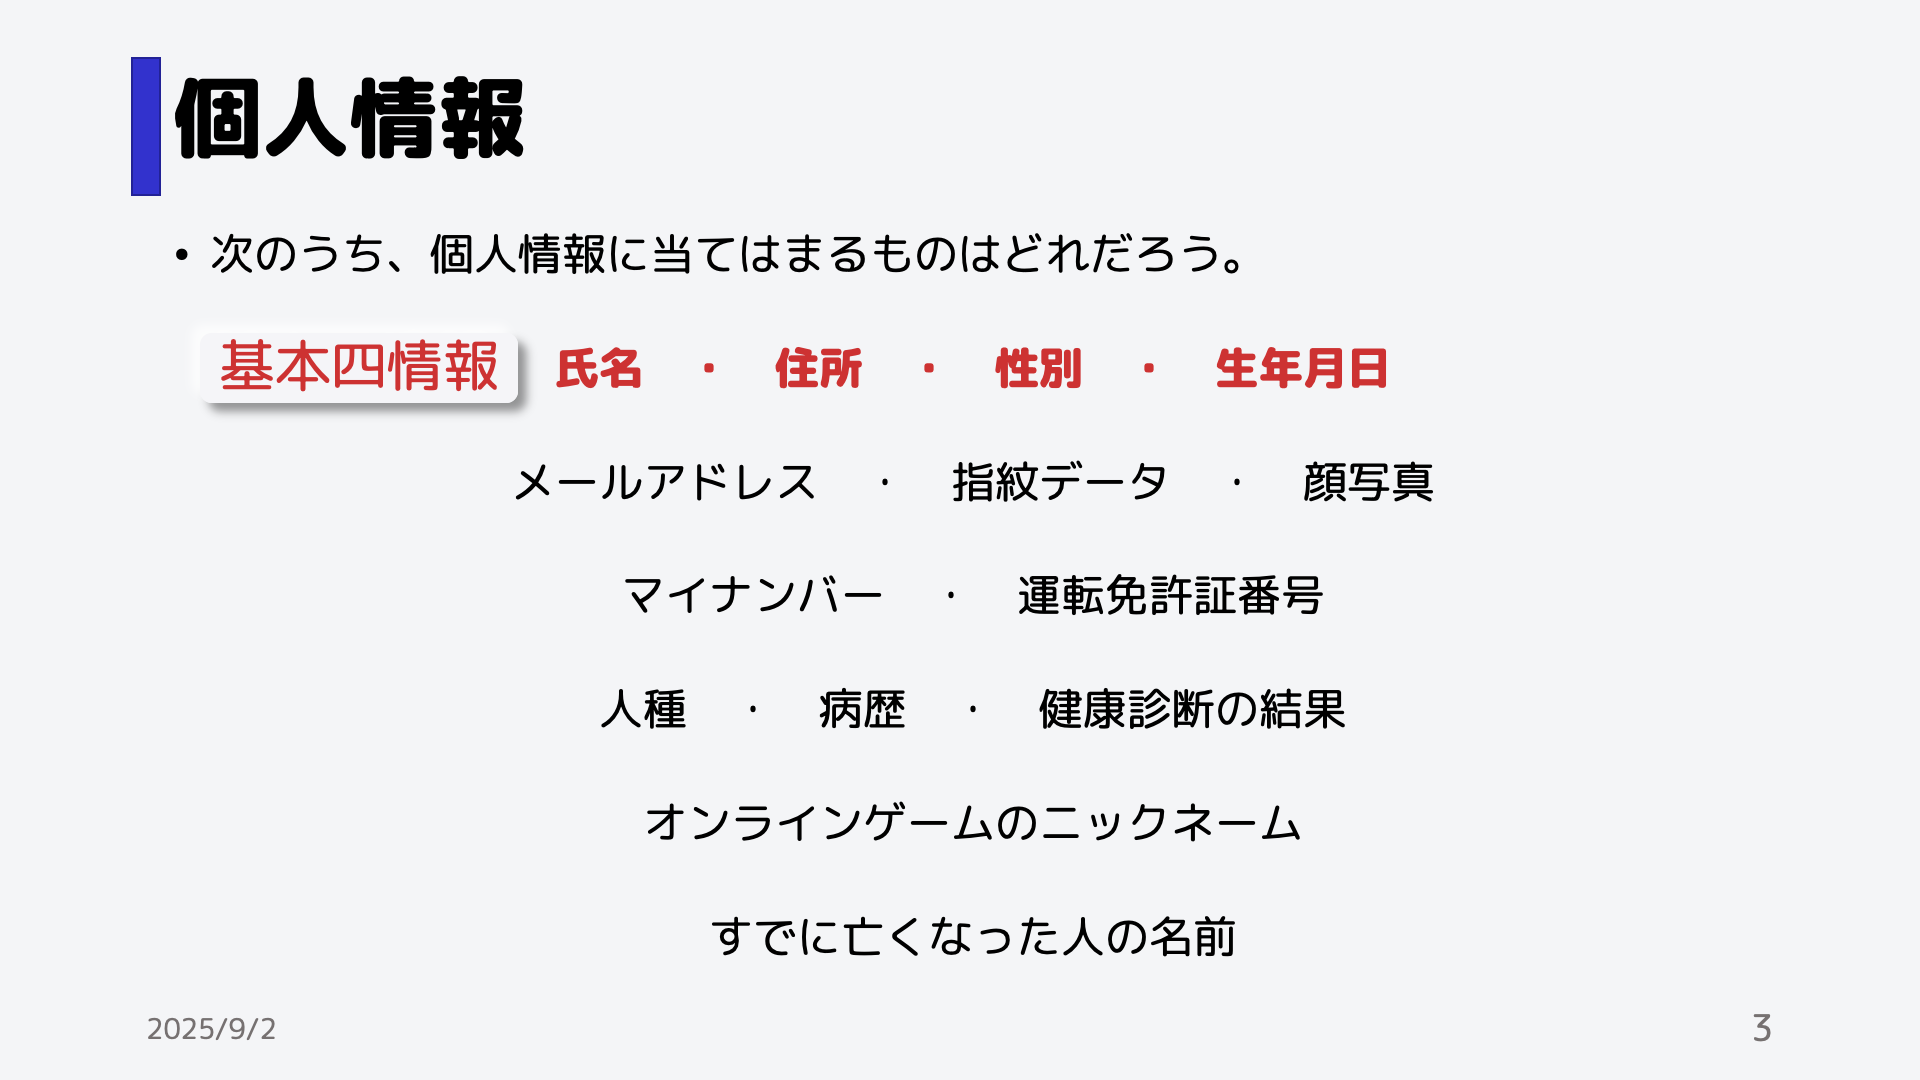 個人情報
• 次のうち、個人情報に当てはまるものはどれだろう。
基本四情報 氏名 ・ 住所 ・ 性別 ・ 生年月日
メールアドレス ・ 指紋データ ・ 顔写真
マイナンバー ・ 運転免許証番号
人種 ・ 病歴 ・ 健康診断の結果
オンラインゲームのニックネーム
すでに亡くなった人の名前
2025/9/2 3